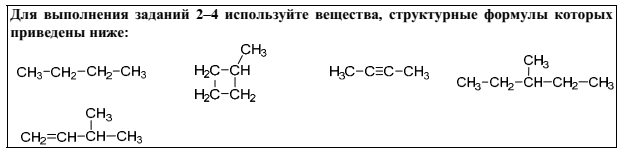 Для выполнения заданий 2–4 используйте вещества, структурные формулы которых
приведены ниже:
CH₃
CH₃
CH₃-CH₂-CH₂-CH₃ H₂C-CH H₃C-C≡C-CH₃ CH₃-CH₂-CH-CH₂-CH₃
H₂C-CH₂
CH₃
CH₂=CH-CH-CH₃